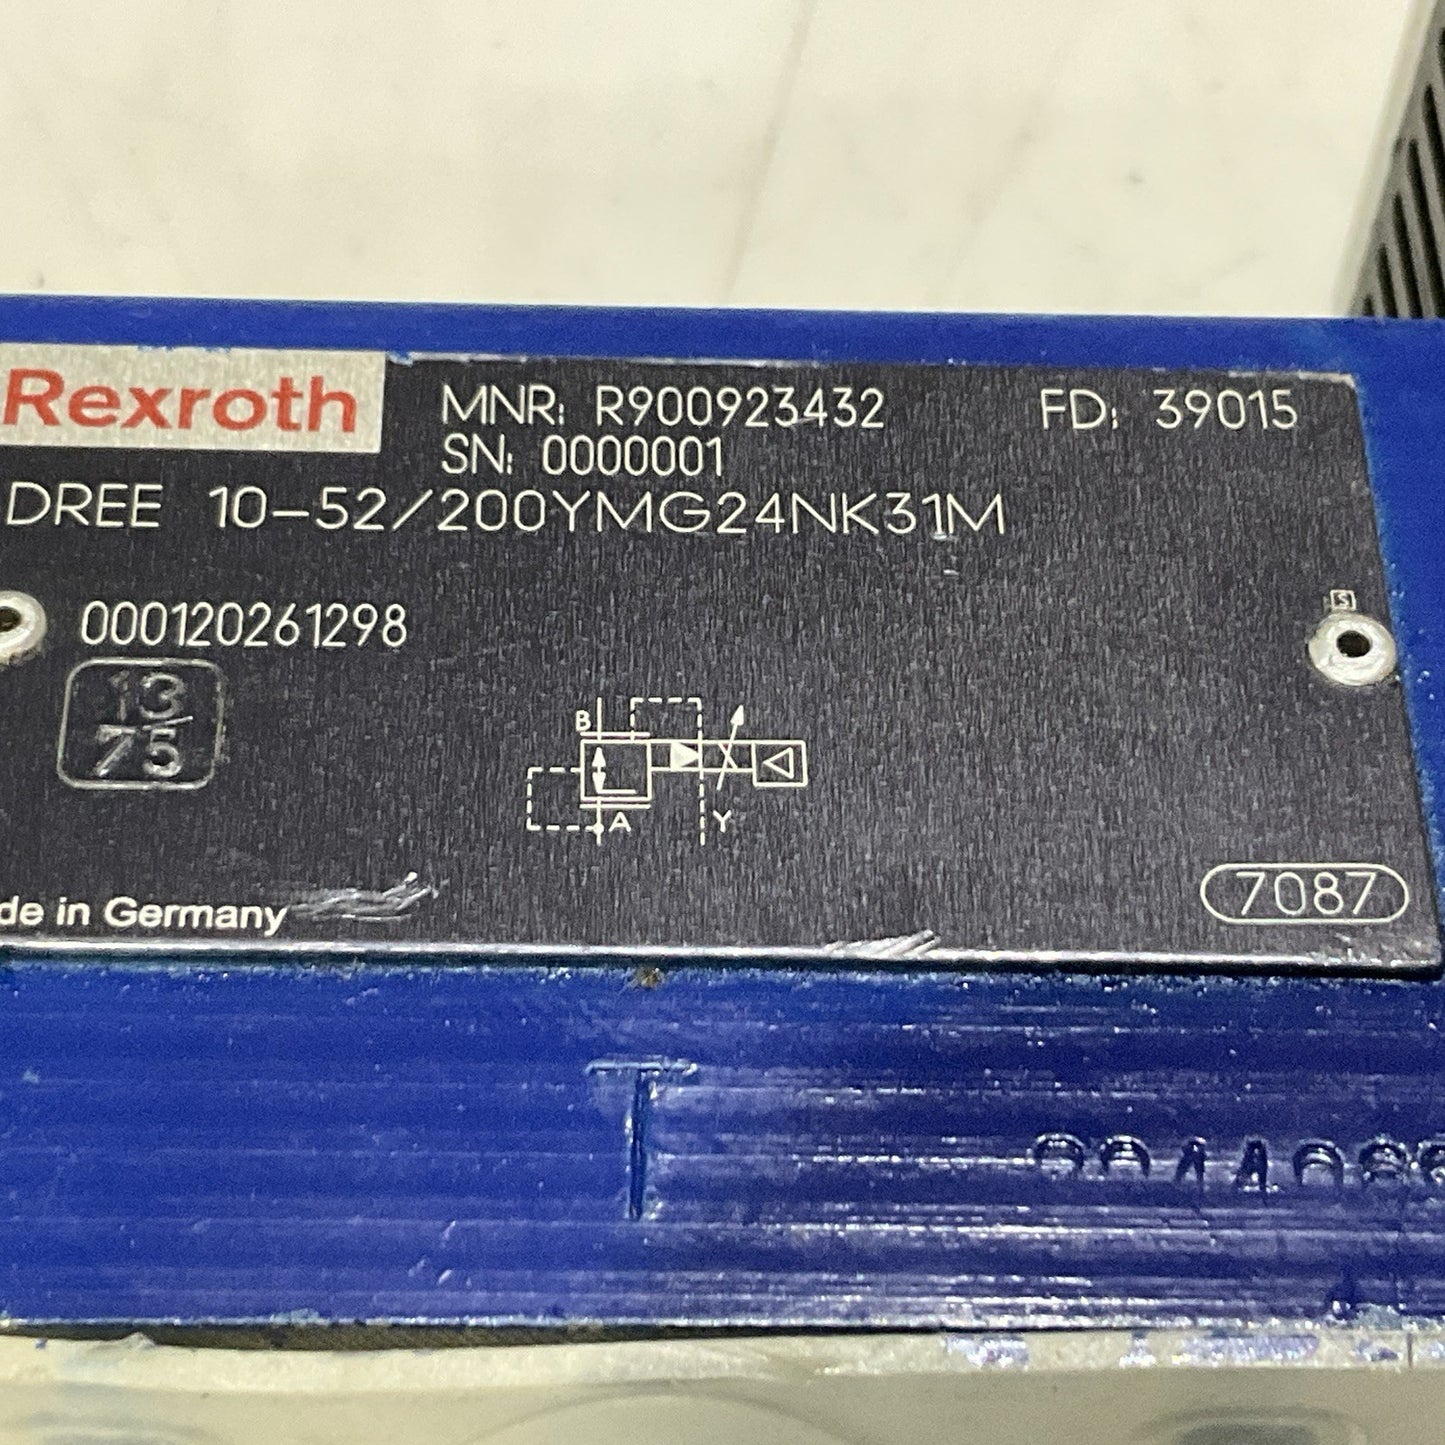 Rexroth
MNR: R900923432 FD: 39015
SN: 0000001
DREE 10-52/200YMG24NK31M
S
000120261298
13
75
B
A Y
de in Germany
7087
T